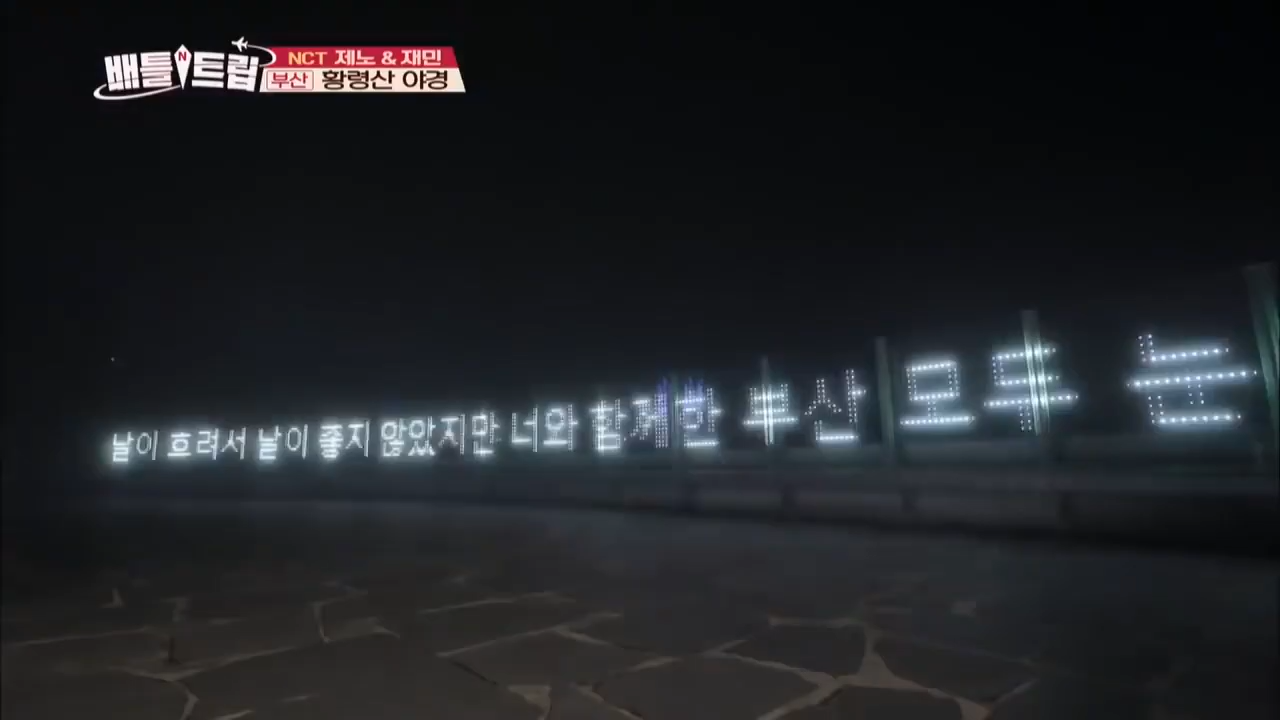 배틀트립
N
NCT 제노 & 재민
부산 황령산 야경
날이 흐려서 날이 좋지 않았지만 너와 함께한 부산 모두 눈